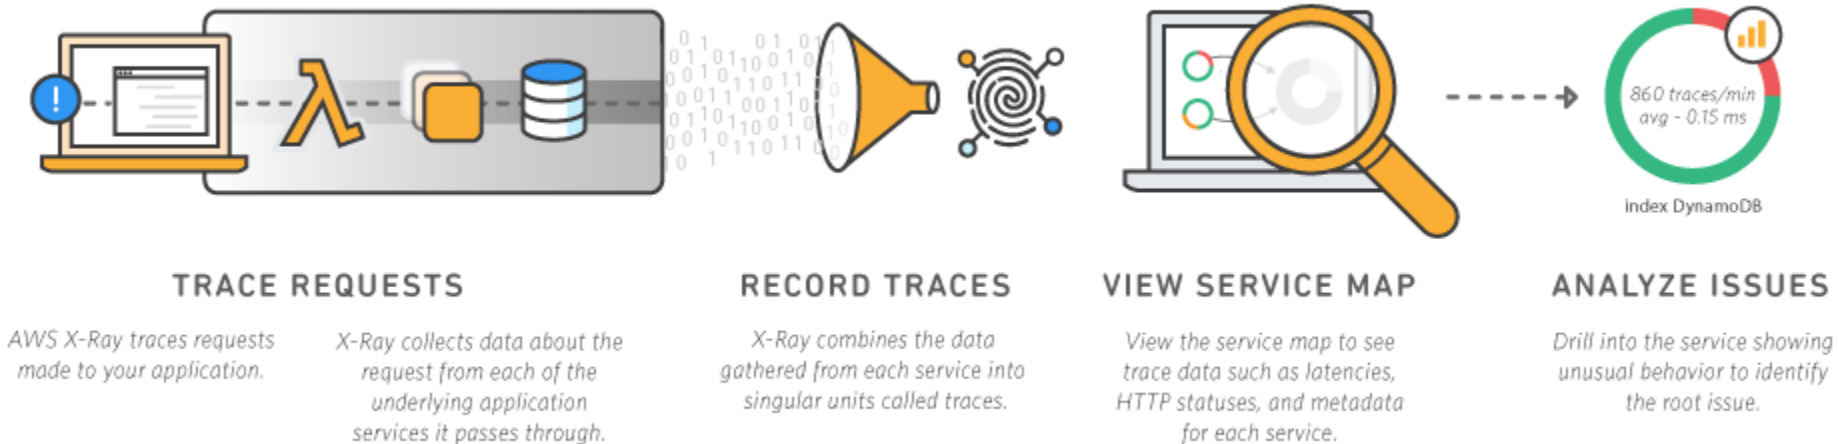 860 traces/min
avg - 0.15 ms
index DynamoDB
TRACE REQUESTS
AWS X-Ray traces requests
made to your application.
X-Ray collects data about the
request from each of the
underlying application
services it passes through.
RECORD TRACES
X-Ray combines the data
gathered from each service into
singular units called traces.
VIEW SERVICE MAP
View the service map to see
trace data such as latencies,
HTTP statuses, and metadata
for each service.
ANALYZE ISSUES
Drill into the service showing
unusual behavior to identify
the root issue.